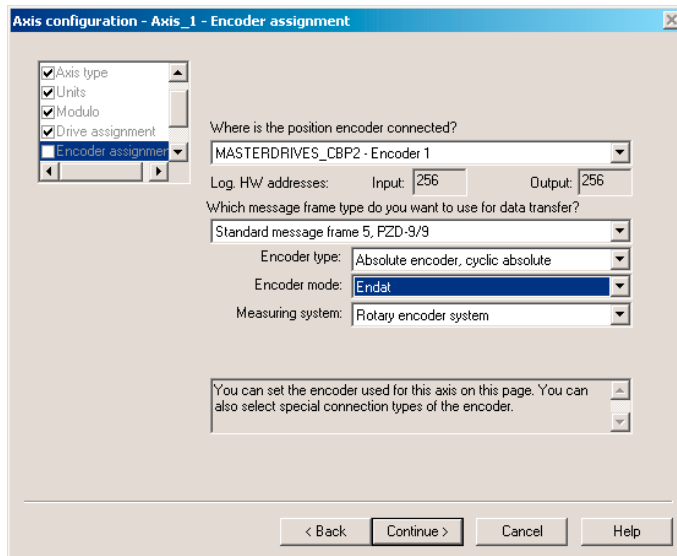 Axis configuration - Axis_1 - Encoder assignment
Axis type
Units
Modulo
Drive assignment
Encoder assignmer
Where is the position encoder connected?
MASTERDRIVES_CBP2 - Encoder 1
Log. HW addresses: Input: 256 Output: 256
Which message frame type do you want to use for data transfer?
Standard message frame 5, PZD-9/9
Encoder type: Absolute encoder, cyclic absolute
Encoder mode: Endat
Measuring system: Rotary encoder system
You can set the encoder used for this axis on this page. You can
also select special connection types of the encoder.
< Back Continue > Cancel Help